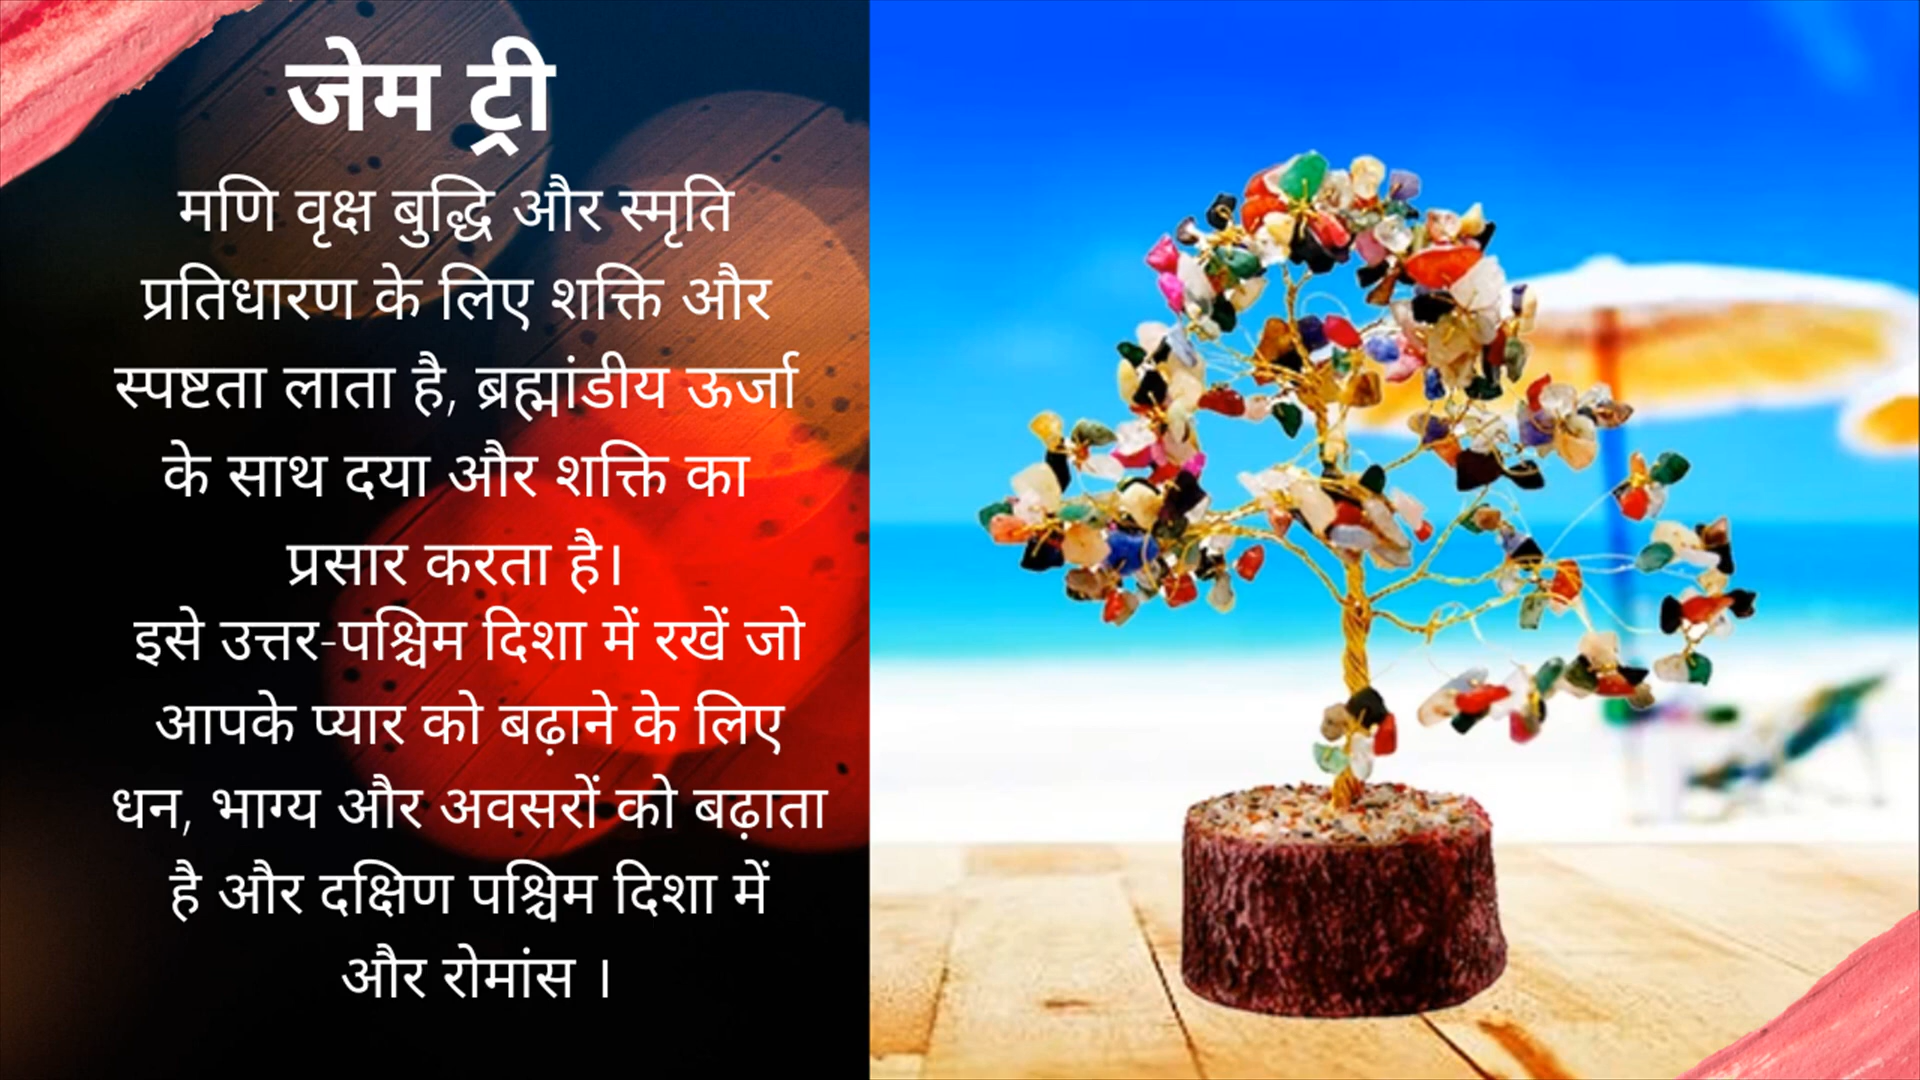 जेम ट्री
मणि वृक्ष बुद्धि और स्मृति
प्रतिधारण के लिए शक्ति और
स्पष्टता लाता है, ब्रह्मांडीय ऊर्जा
के साथ दया और शक्ति का
प्रसार करता है।
इसे उत्तर-पश्चिम दिशा में रखें जो
आपके प्यार को बढ़ाने के लिए
धन, भाग्य और अवसरों को बढ़ाता
है और दक्षिण पश्चिम दिशा में
और रोमांस ।